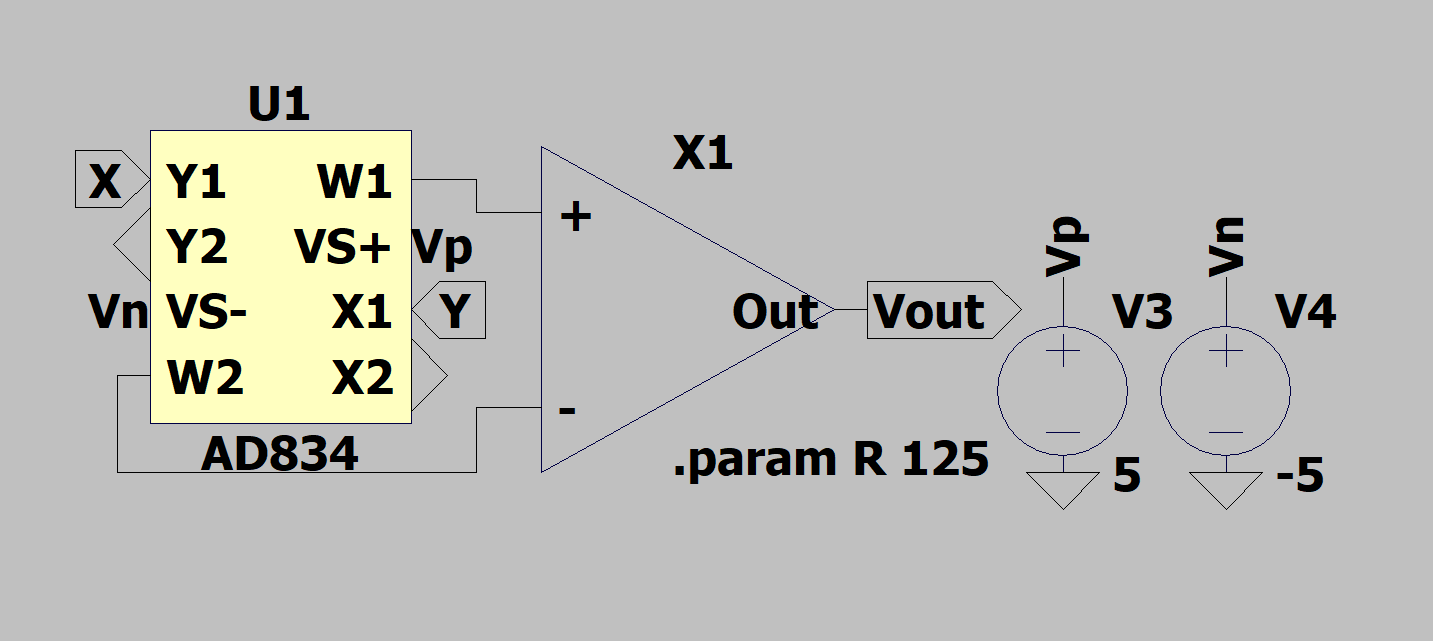 U1
X
Y1
W1
Y2
VS+
Vp
Vn
VS-
X1
Y
W2
X2
AD834
X1
+
-
Out
Vout
.param R 125
Vp
V3
5
Vn
V4
-5